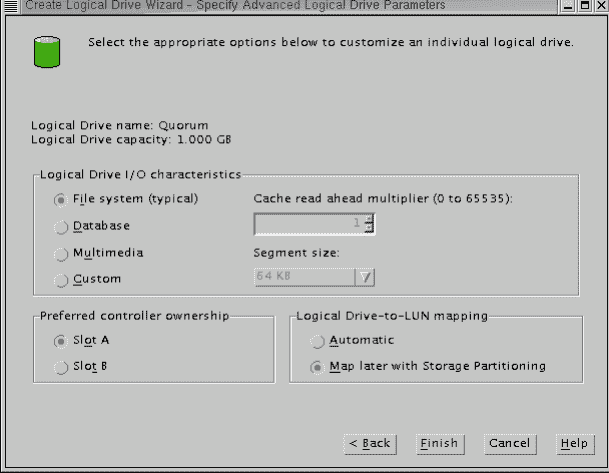 Create Logical Drive Wizard - Specify Advanced Logical Drive Parameters
Select the appropriate options below to customize an individual logical drive.
Logical Drive name: Quorum
Logical Drive capacity: 1.000 GB
Logical Drive I/O characteristics
File system (typical)
Cache read ahead multiplier (0 to 65535):
Database
1
Multimedia
Segment size:
Custom
64 KB
Preferred controller ownership
Logical Drive-to-LUN mapping
Slot A
Automatic
Slot B
Map later with Storage Partitioning
< Back
Finish
Cancel
Help